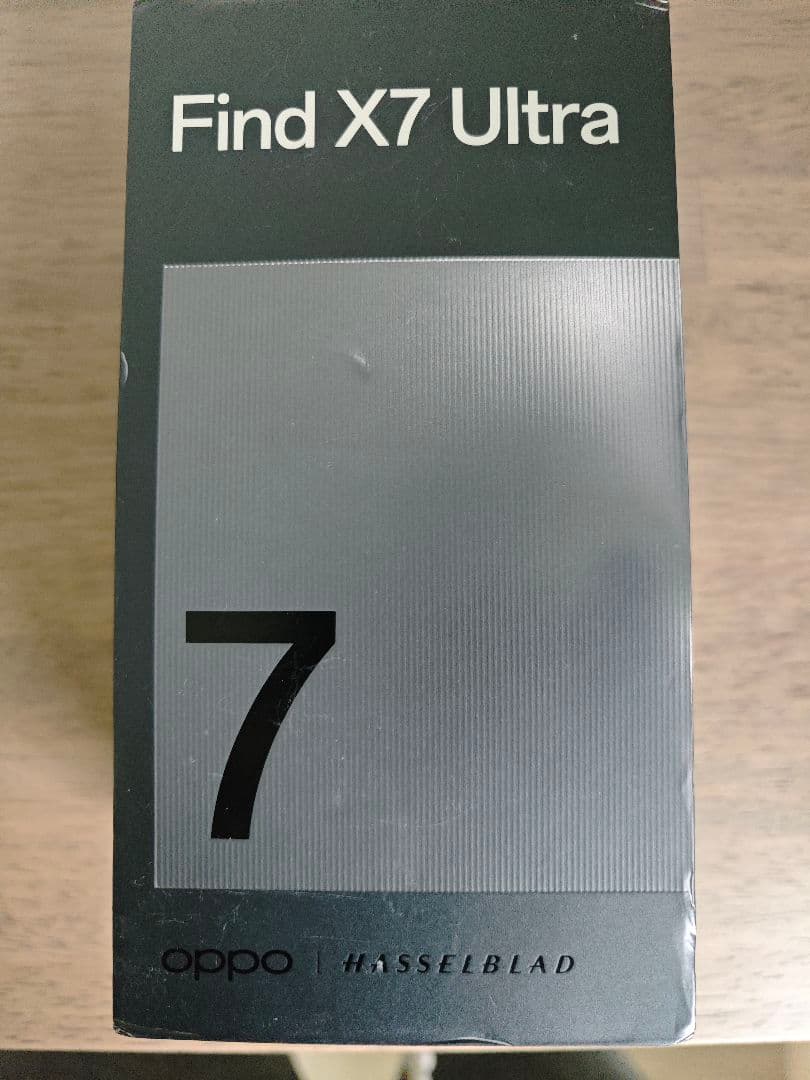 Find X7 Ultra
7
oppo | HASSELBLAD